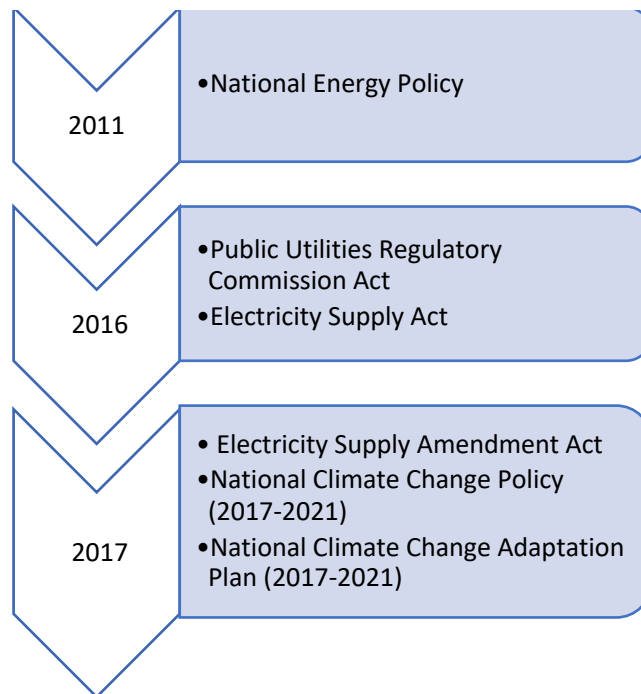 2011
•National Energy Policy
2016
•Public Utilities Regulatory
Commission Act
•Electricity Supply Act
2017
• Electricity Supply Amendment Act
•National Climate Change Policy
(2017-2021)
•National Climate Change Adaptation
Plan (2017-2021)